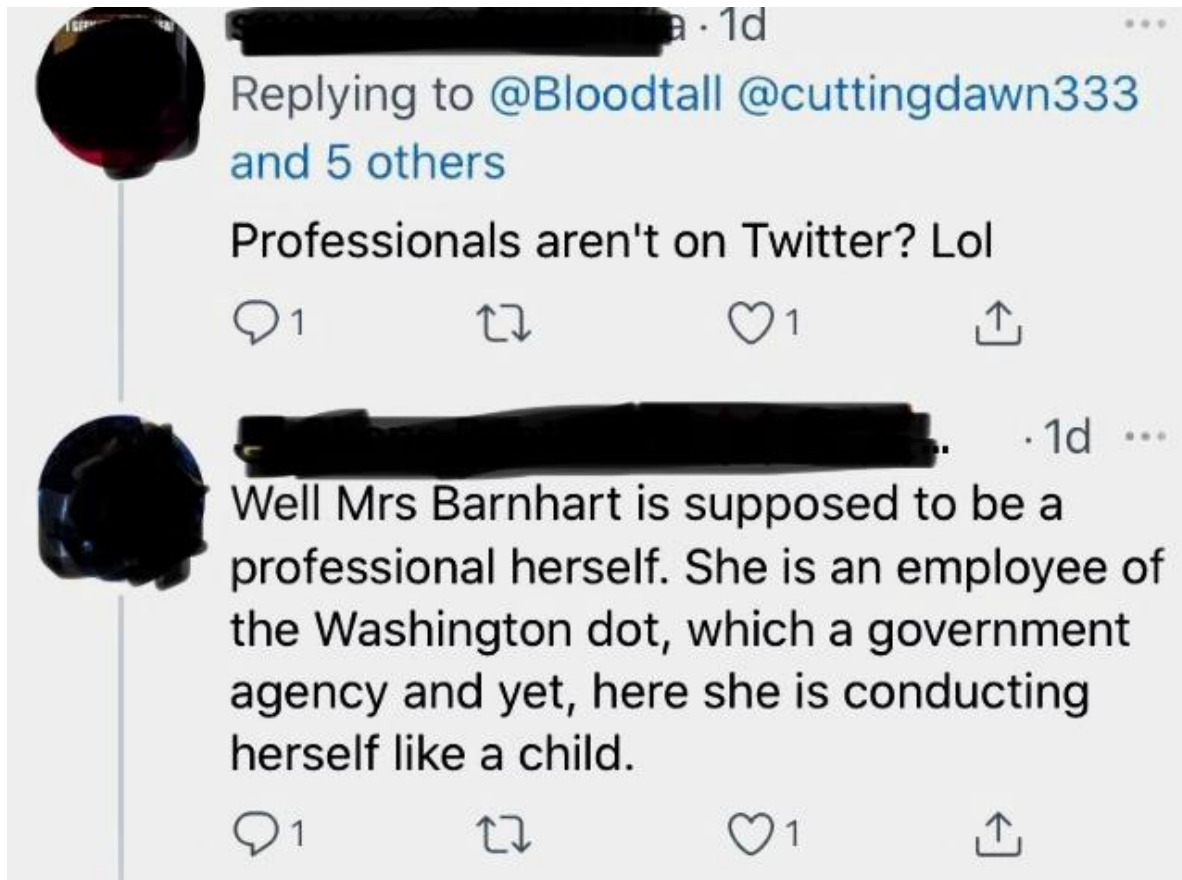 a · 1d
Replying to @Bloodtall @cuttingdawn333
and 5 others
Professionals aren't on Twitter? Lol
1 1
· 1d
Well Mrs Barnhart is supposed to be a
professional herself. She is an employee of
the Washington dot, which a government
agency and yet, here she is conducting
herself like a child.
1 1